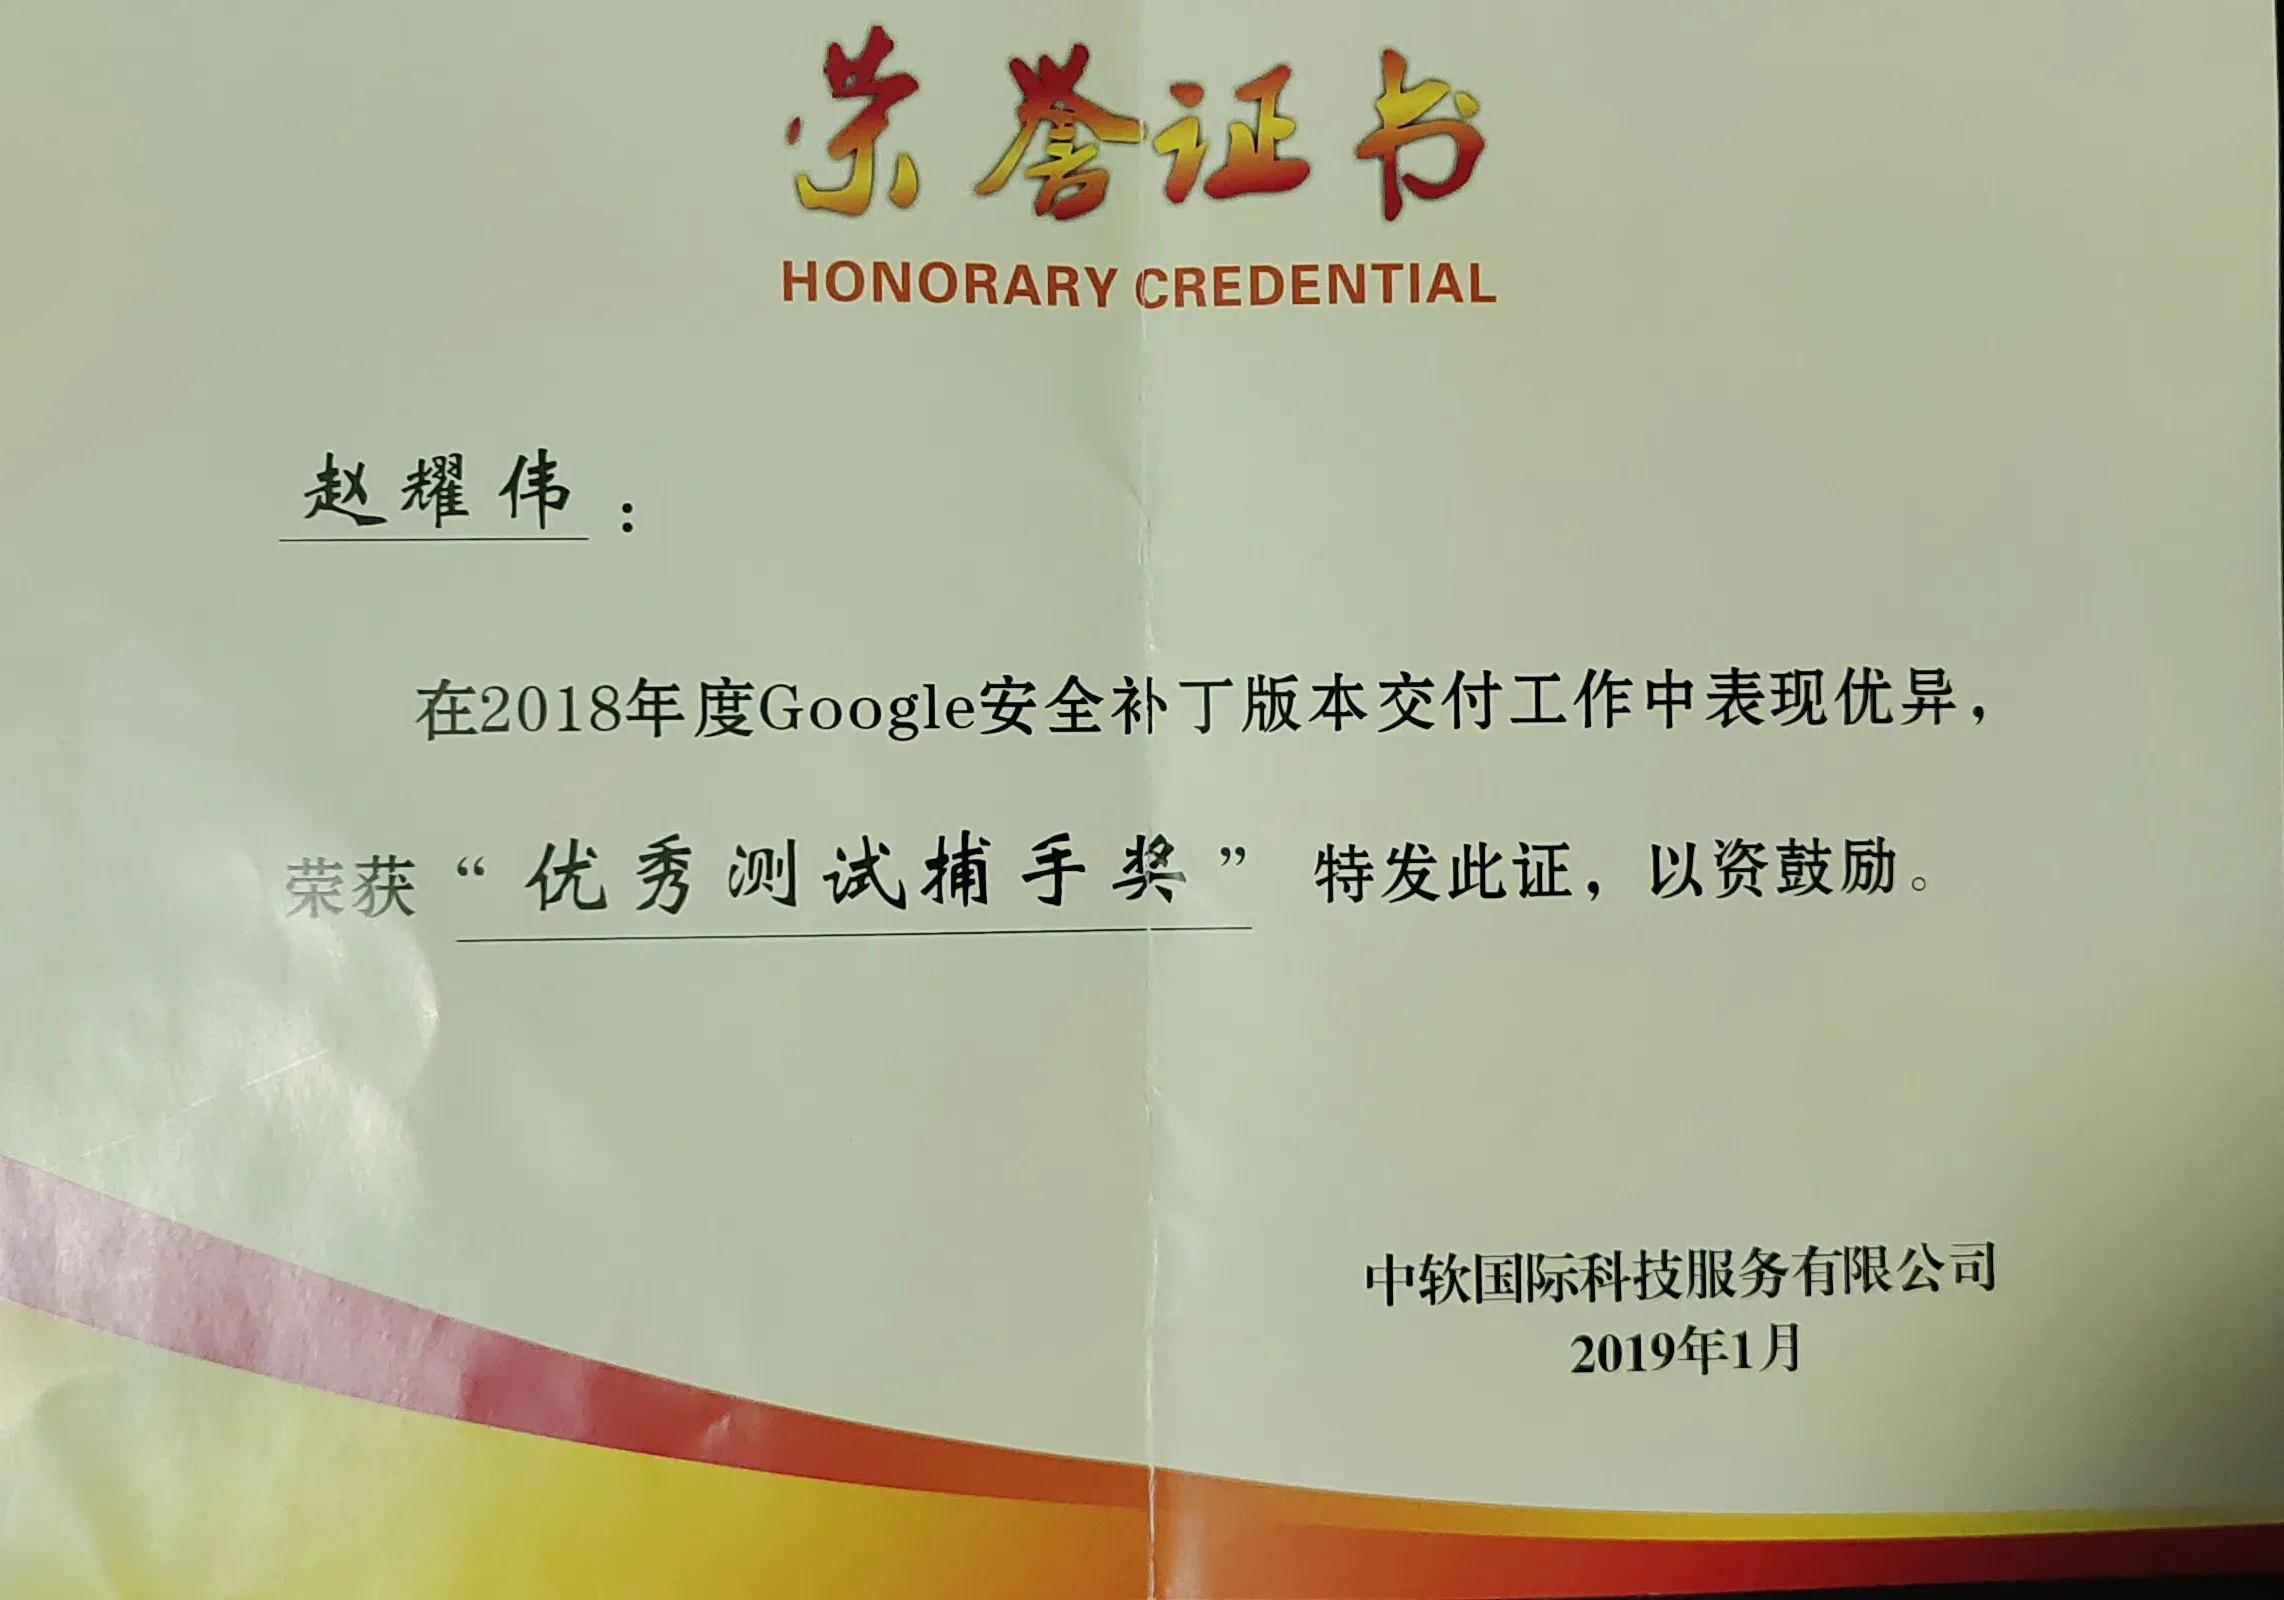 荣誉证书
HONORARY CREDENTIAL
赵耀伟：
在2018年度Google安全补丁版本交付工作中表现优异，
荣获“优秀测试捕手奖”特发此证，以资鼓励。
中软国际科技服务有限公司
2019年1月